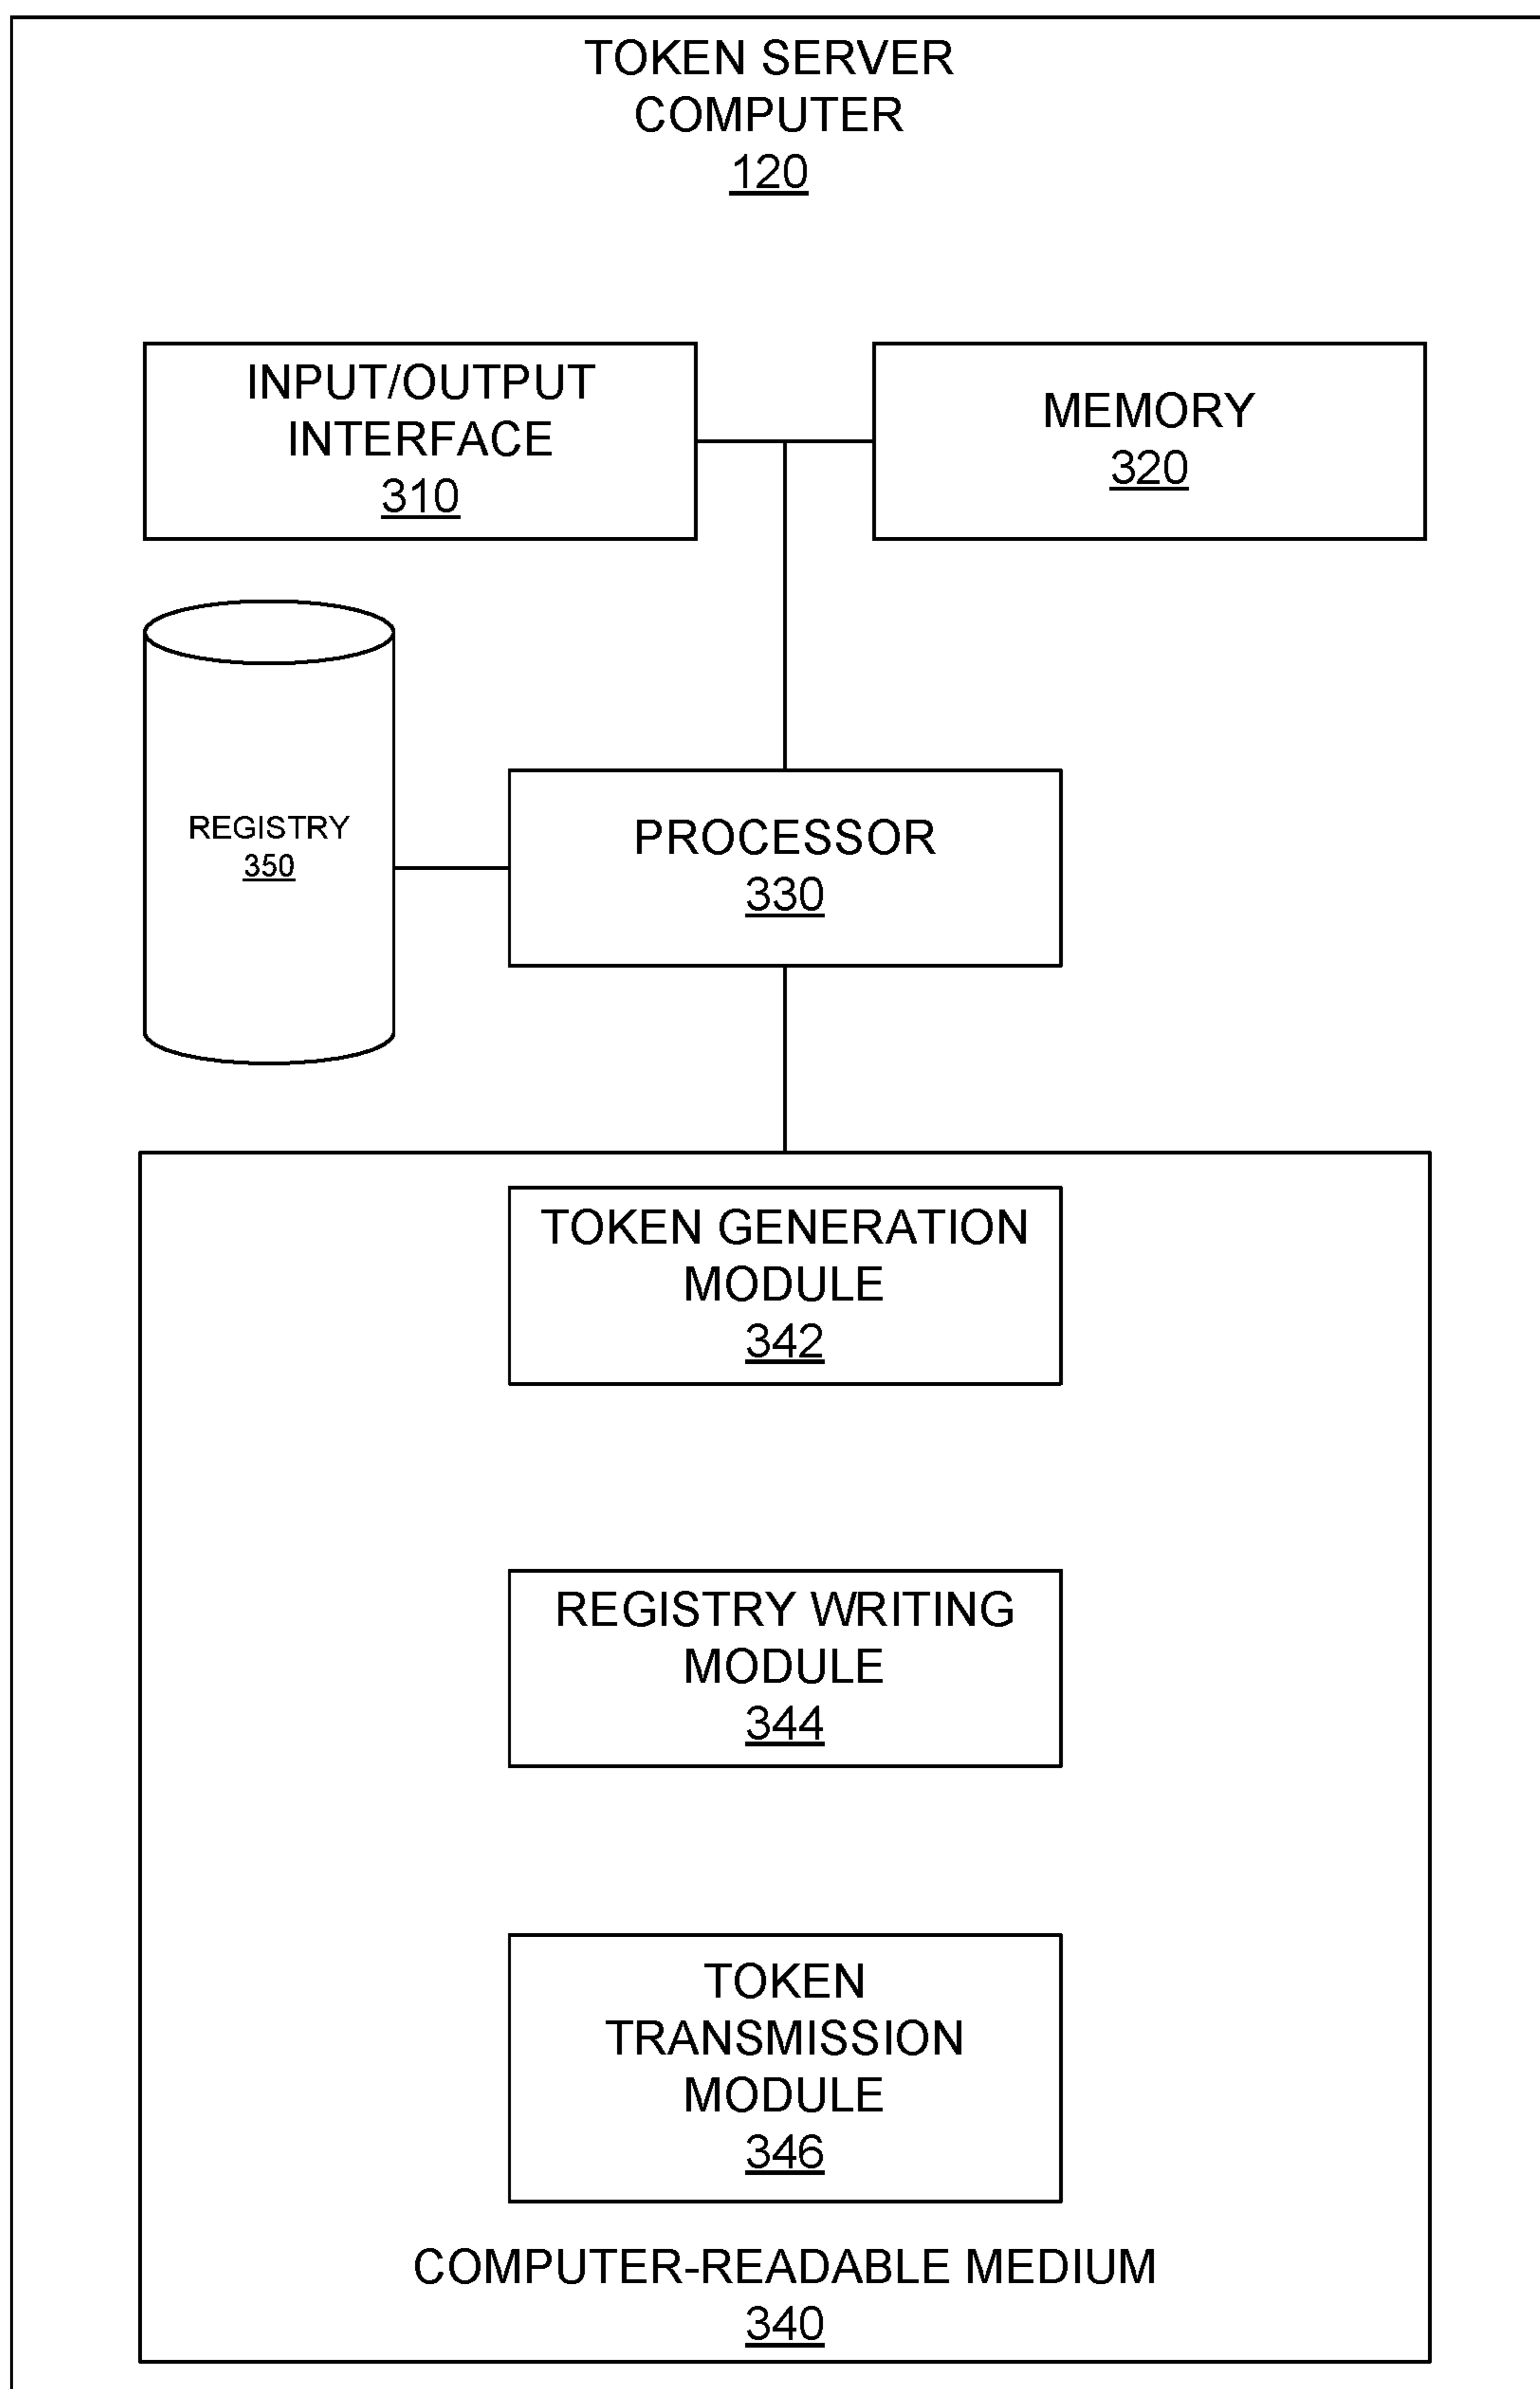 TOKEN SERVER
COMPUTER
120
INPUT/OUTPUT
INTERFACE
310
MEMORY
320
REGISTRY
350
PROCESSOR
330
TOKEN GENERATION
MODULE
342
REGISTRY WRITING
MODULE
344
TOKEN
TRANSMISSION
MODULE
346
COMPUTER-READABLE MEDIUM
340